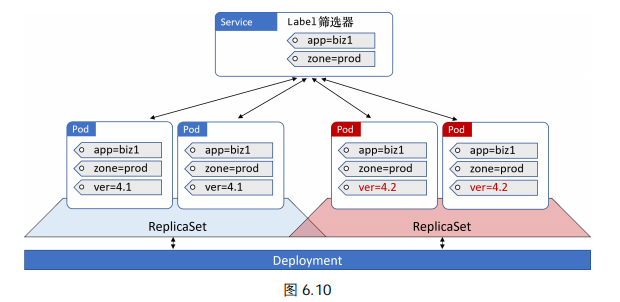 Service
Label筛选器
app=biz1
zone=prod
Pod
app=biz1
zone=prod
ver=4.1
Pod
app=biz1
zone=prod
ver=4.1
Pod
app=biz1
zone=prod
ver=4.2
Pod
app=biz1
zone=prod
ver=4.2
ReplicaSet
ReplicaSet
Deployment
图 6.10